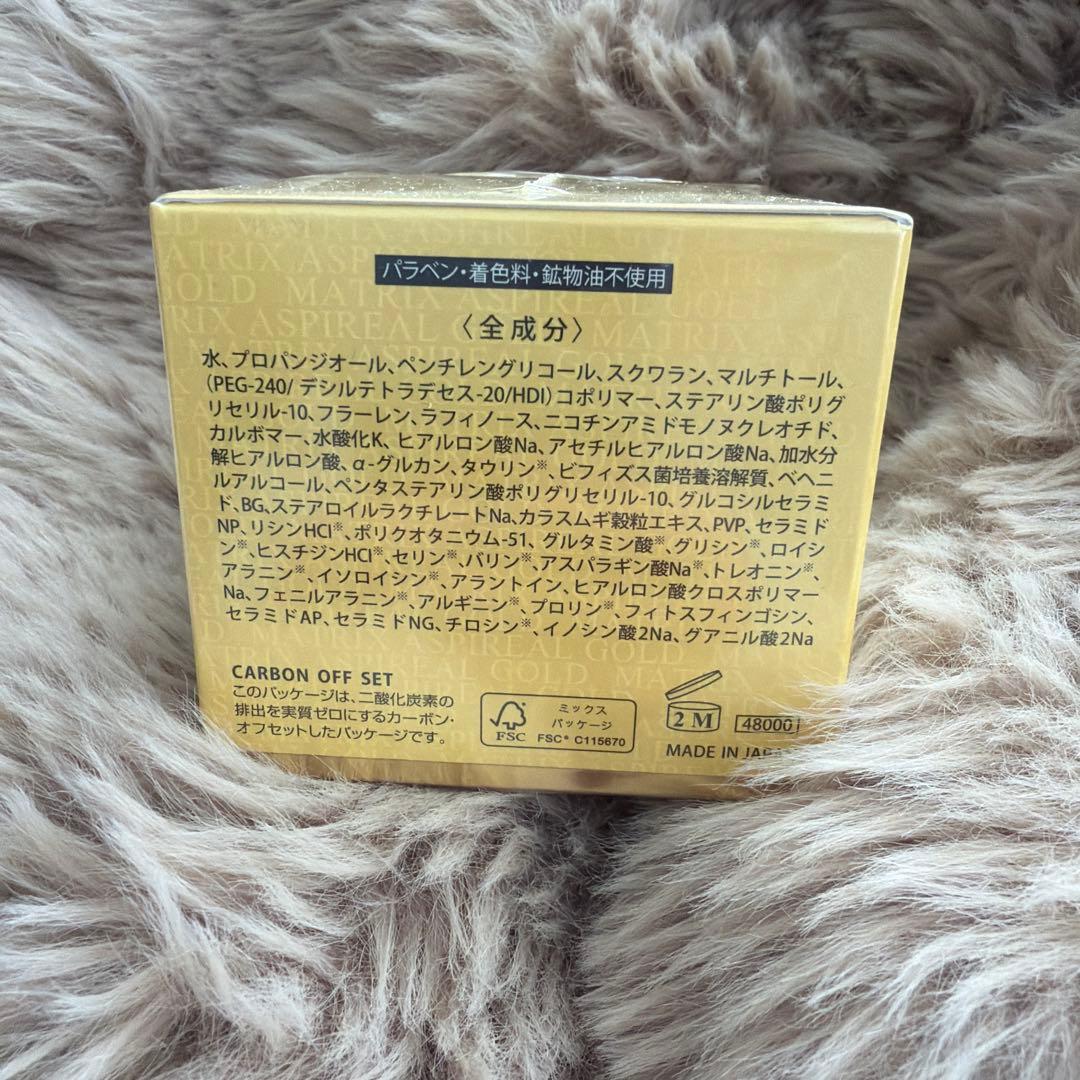 パラベン・着色料・鉱物油不使用
〈全成分〉
水、プロパンジオール、ペンチレングリコール、スクワラン、マルチトール、
(PEG-240/ デシルテトラデセス-20/HDI)コポリマー、ステアリン酸ポリグ
リセリル-10、フラーレン、ラフィノース、ニコチンアミドモノヌクレオチド、
カルボマー、水酸化K、ヒアルロン酸Na、アセチルヒアルロン酸Na、加水分
解ヒアルロン酸、α-グルカン、タウリン※、ビフィズス菌培養溶解質、ベヘニ
ルアルコール、ペンタステアリン酸ポリグリセリル-10、グルコシルセラミ
ド、BG、ステアロイルラクチレートNa、カラスムギ穀粒エキス、PVP、セラミド
NP、リシンHCl※、ポリクオタニウム-51、グルタミン酸※、グリシン※、ロイシ
ン※、ヒスチジンHCl※、セリン※、バリン※、アスパラギン酸Na※、トレオニン※、
アラニン※、イソロイシン※、アラントイン、ヒアルロン酸クロスポリマー
Na、フェニルアラニン※、アルギニン※、プロリン※、フィトスフィンゴシン、
セラミドAP、セラミドNG、チロシン※、イノシン酸2Na、グアニル酸2Na
CARBON OFF SET
このパッケージは、二酸化炭素の
排出を実質ゼロにするカーボン・
オフセットしたパッケージです。
FSC
ミックス
パッケージ
FSC® C115670
2 M
48000
MADE IN